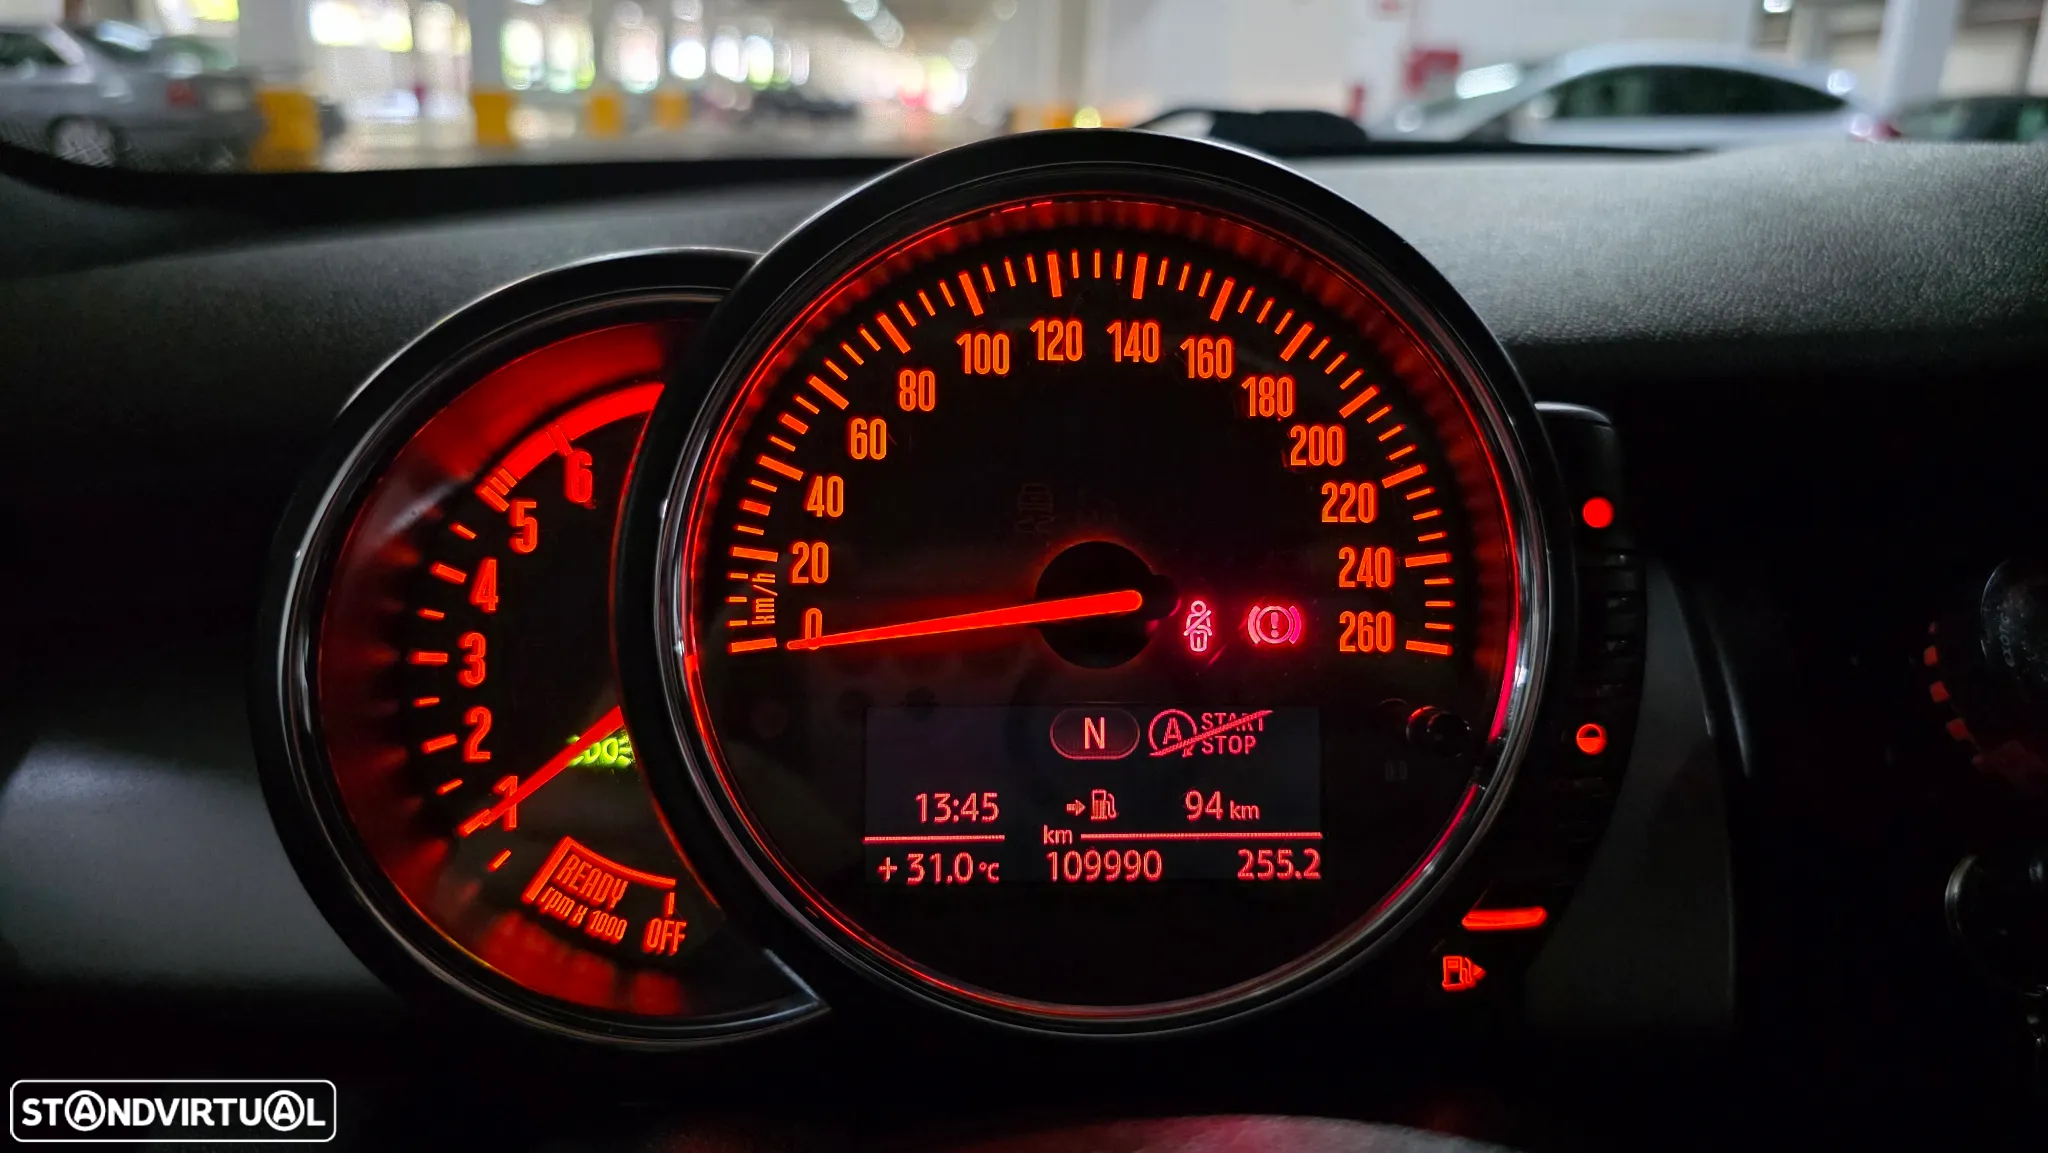 6
5
4
3
2
1
READY
rpm x 1000
OFF
0
20
40
60
80
100
120
140
160
180
200
220
240
260
km/h
N
A START
STOP
13:45
94 km
km
+31.0 °C
109990
255.2
STANDVIRTUAL